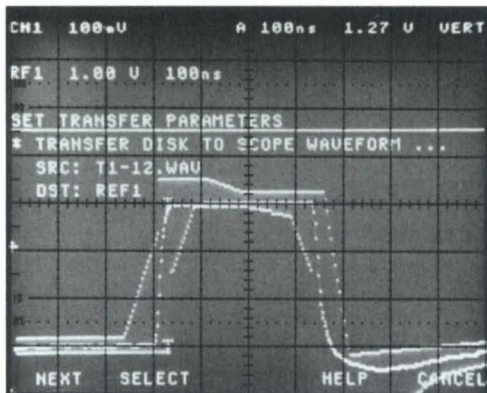 CH1 100mV A 100ns 1.27 V VERT
RF1 1.00 V 100ns
SET TRANSFER PARAMETERS
* TRANSFER DISK TO SCOPE WAVEFORM ...
SRC: T1-12.WAV
DST: REF1
NEXT SELECT HELP CANCEL